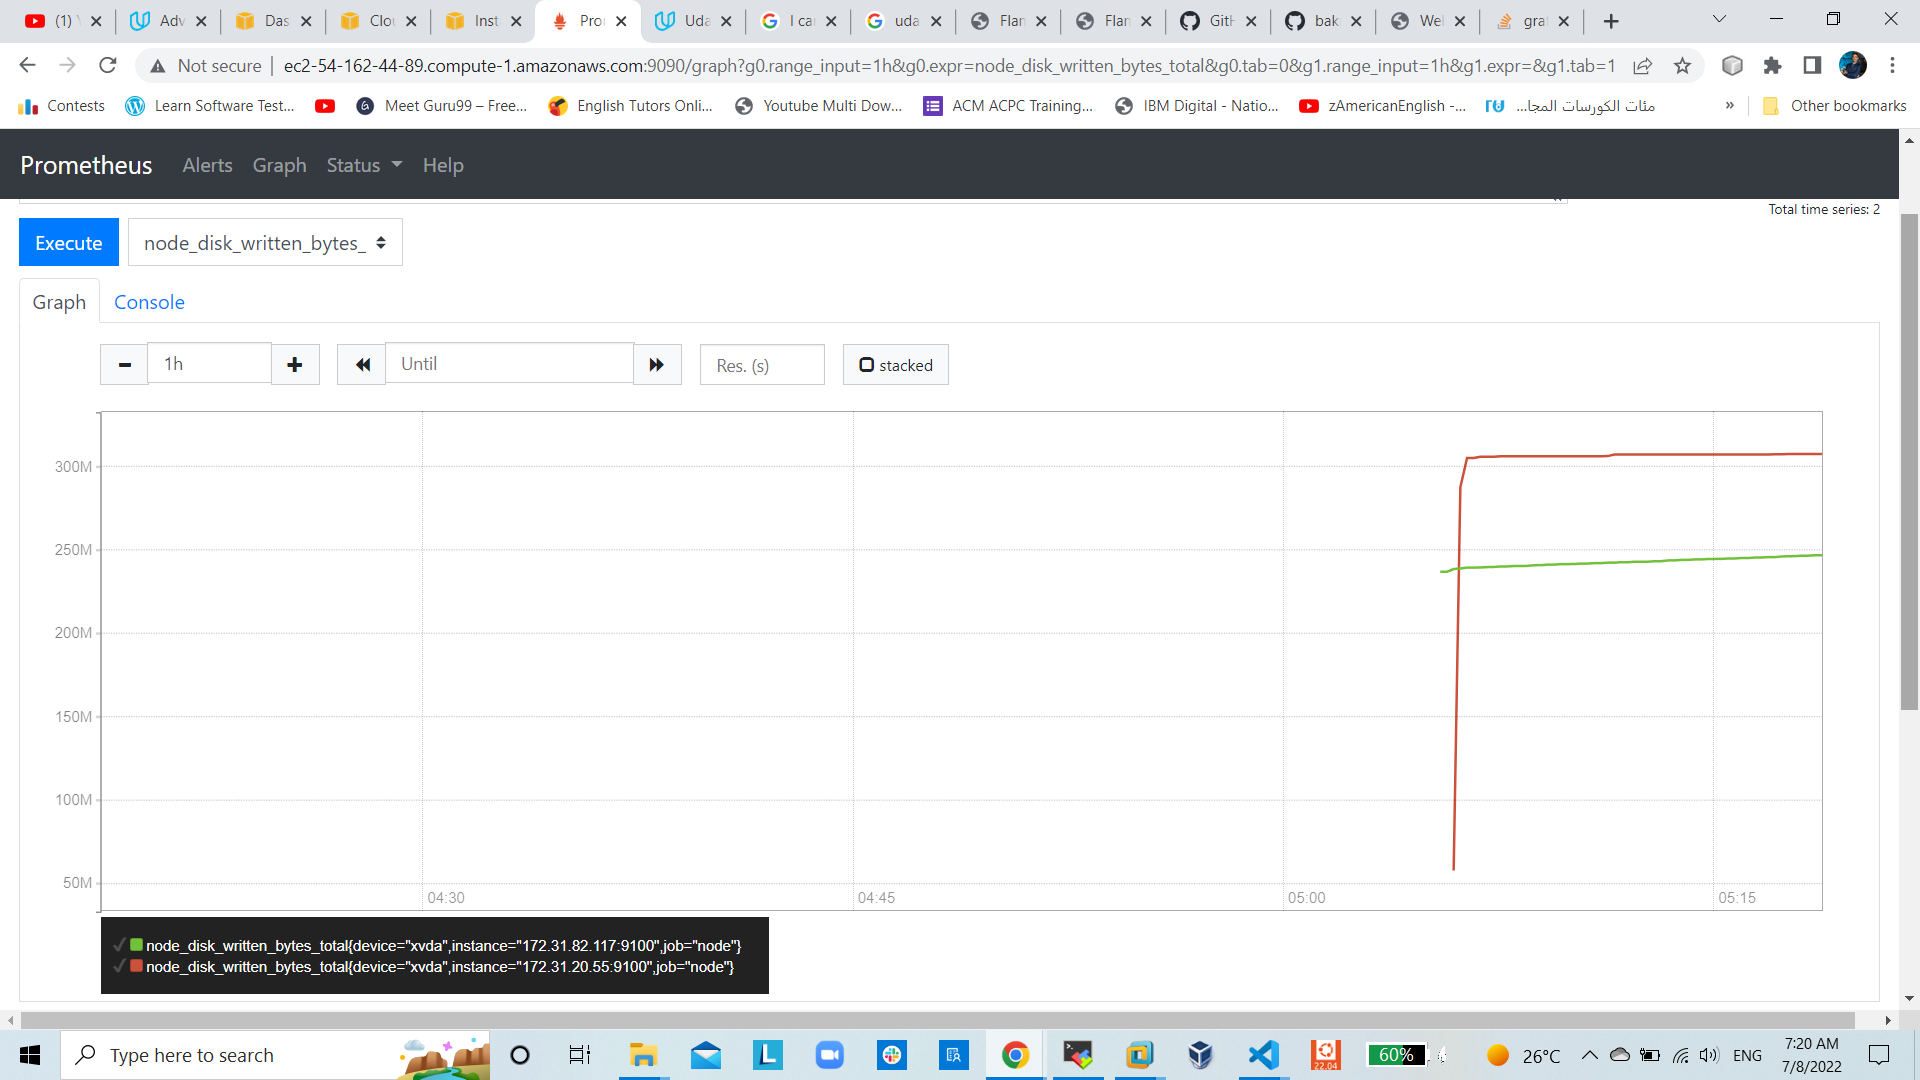 (1) Y
Adv
Das
Clou
Inst
Pro
Uda
I ca
uda
Flan
Flan
GitH
bak
Wel
gra
Not secure
ec2-54-162-44-89.compute-1.amazonaws.com:9090/graph?g0.range_input=1h&g0.expr=node_disk_written_bytes_total&g0.tab=0&g1.range_input=1h&g1.expr=&g1.tab=1
Contests
Learn Software Test...
Meet Guru99 – Free...
English Tutors Onli...
Youtube Multi Dow...
ACM ACPC Training...
IBM Digital - Natio...
zAmericanEnglish -...
مئات الكورسات المجا...
»
Other bookmarks
Prometheus
Alerts
Graph
Status
Help
Total time series: 2
Execute
node_disk_written_bytes_
Graph
Console
1h
Until
Res. (s)
stacked
300M
250M
200M
150M
100M
50M
04:30
04:45
05:00
05:15
node_disk_written_bytes_total{device="xvda",instance="172.31.82.117:9100",job="node"}
node_disk_written_bytes_total{device="xvda",instance="172.31.20.55:9100",job="node"}
Type here to search
L
22.04
60%
26°C
ENG
7:20 AM
7/8/2022